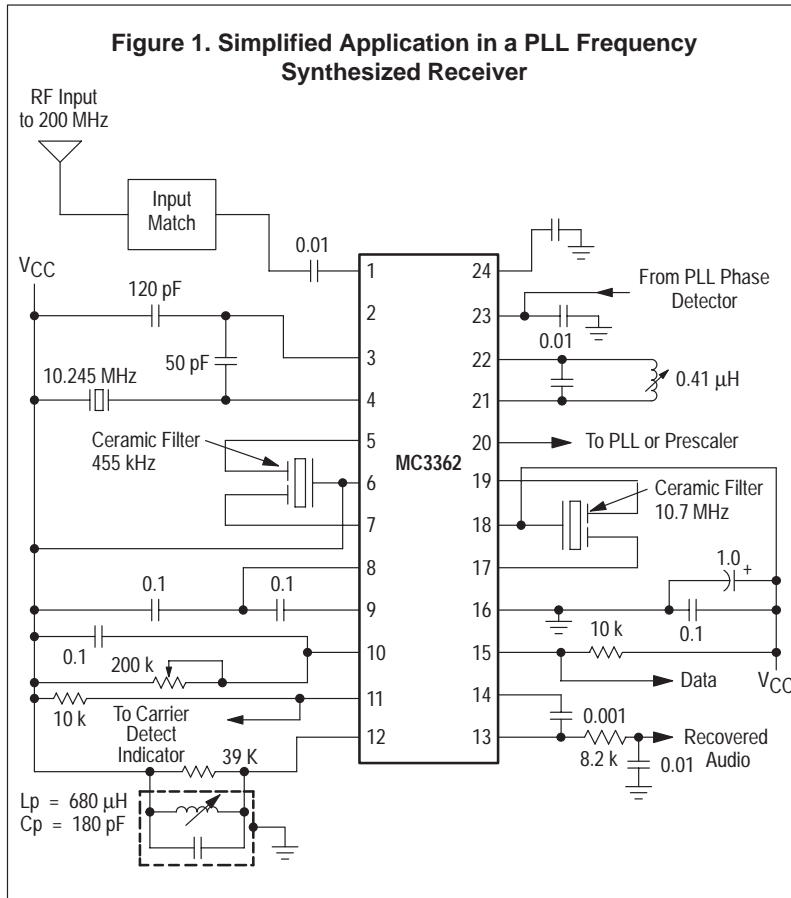 Figure 1. Simplified Application in a PLL Frequency
Synthesized Receiver
RF Input
to 200 MHz
Input
Match
0.01
VCC
120 pF
50 pF
10.245 MHz
Ceramic Filter
455 kHz
0.1
0.1
0.1
200 k
10 k
To Carrier
Detect
Indicator
39 K
Lp = 680 μH
Cp = 180 pF
1
2
3
4
5
6
7
8
9
10
11
12
MC3362
24
23
22
21
20
19
18
17
16
15
14
13
From PLL Phase
Detector
0.01
0.41 μH
To PLL or Prescaler
Ceramic Filter
10.7 MHz
1.0
+
0.1
10 k
Data
VCC
0.001
8.2 k
Recovered
Audio
0.01